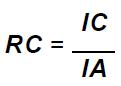 RC = IC / IA